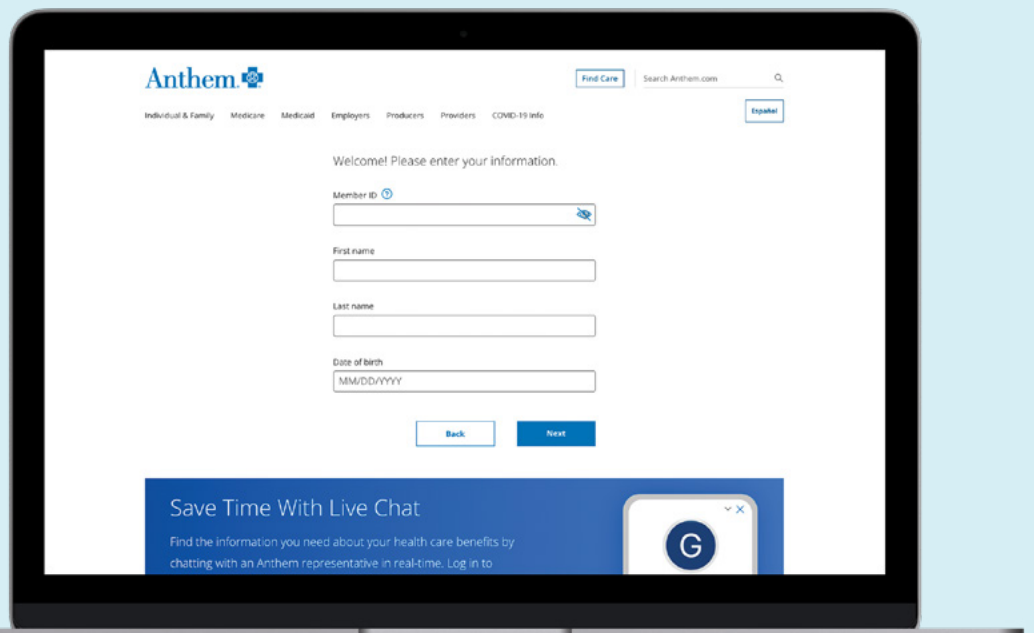 Anthem.
Find Care
Search Anthem.com
Español
Individual & Family Medicare Medicaid Employers Producers Providers COVID-19 Info
Welcome! Please enter your information.
Member ID ?
First name
Last name
Date of birth
MM/DD/YYYY
Back Next
Save Time With Live Chat
Find the information you need about your health care benefits by
chatting with an Anthem representative in real-time. Log in to
G